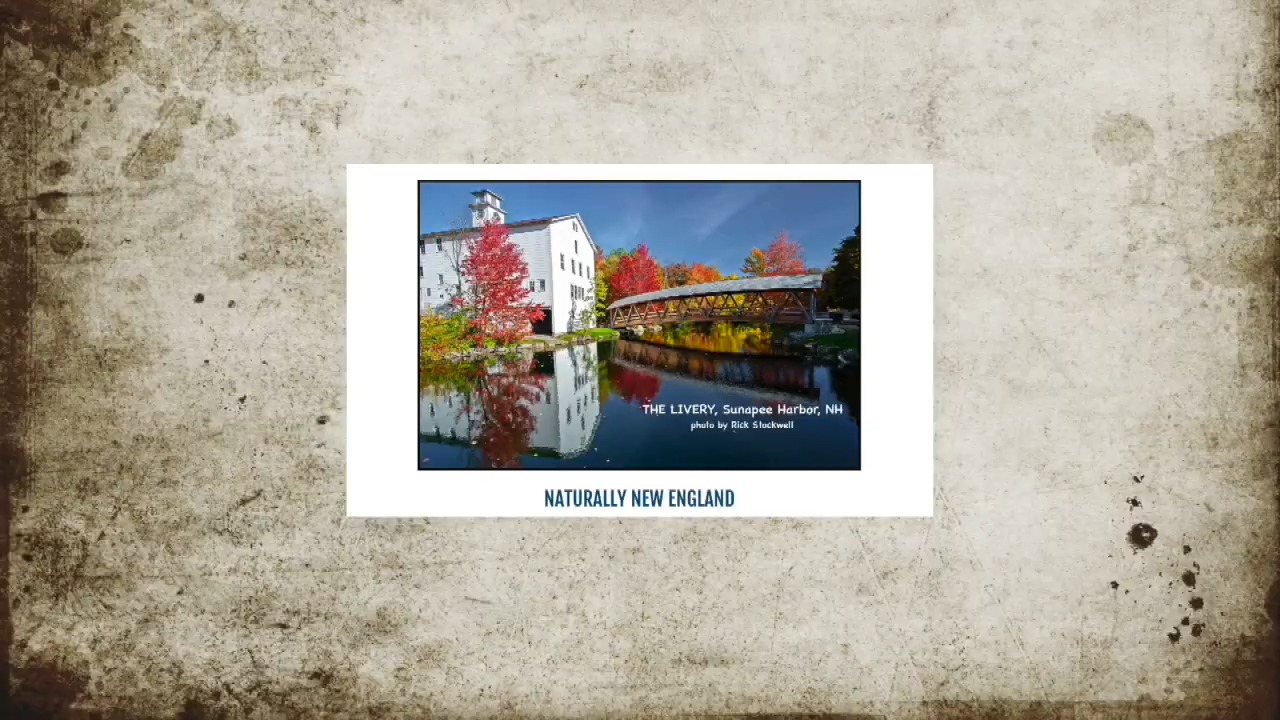 THE LIVERY, Sunapee Harbor, NH
photo by Rick Stockwell
NATURALLY NEW ENGLAND